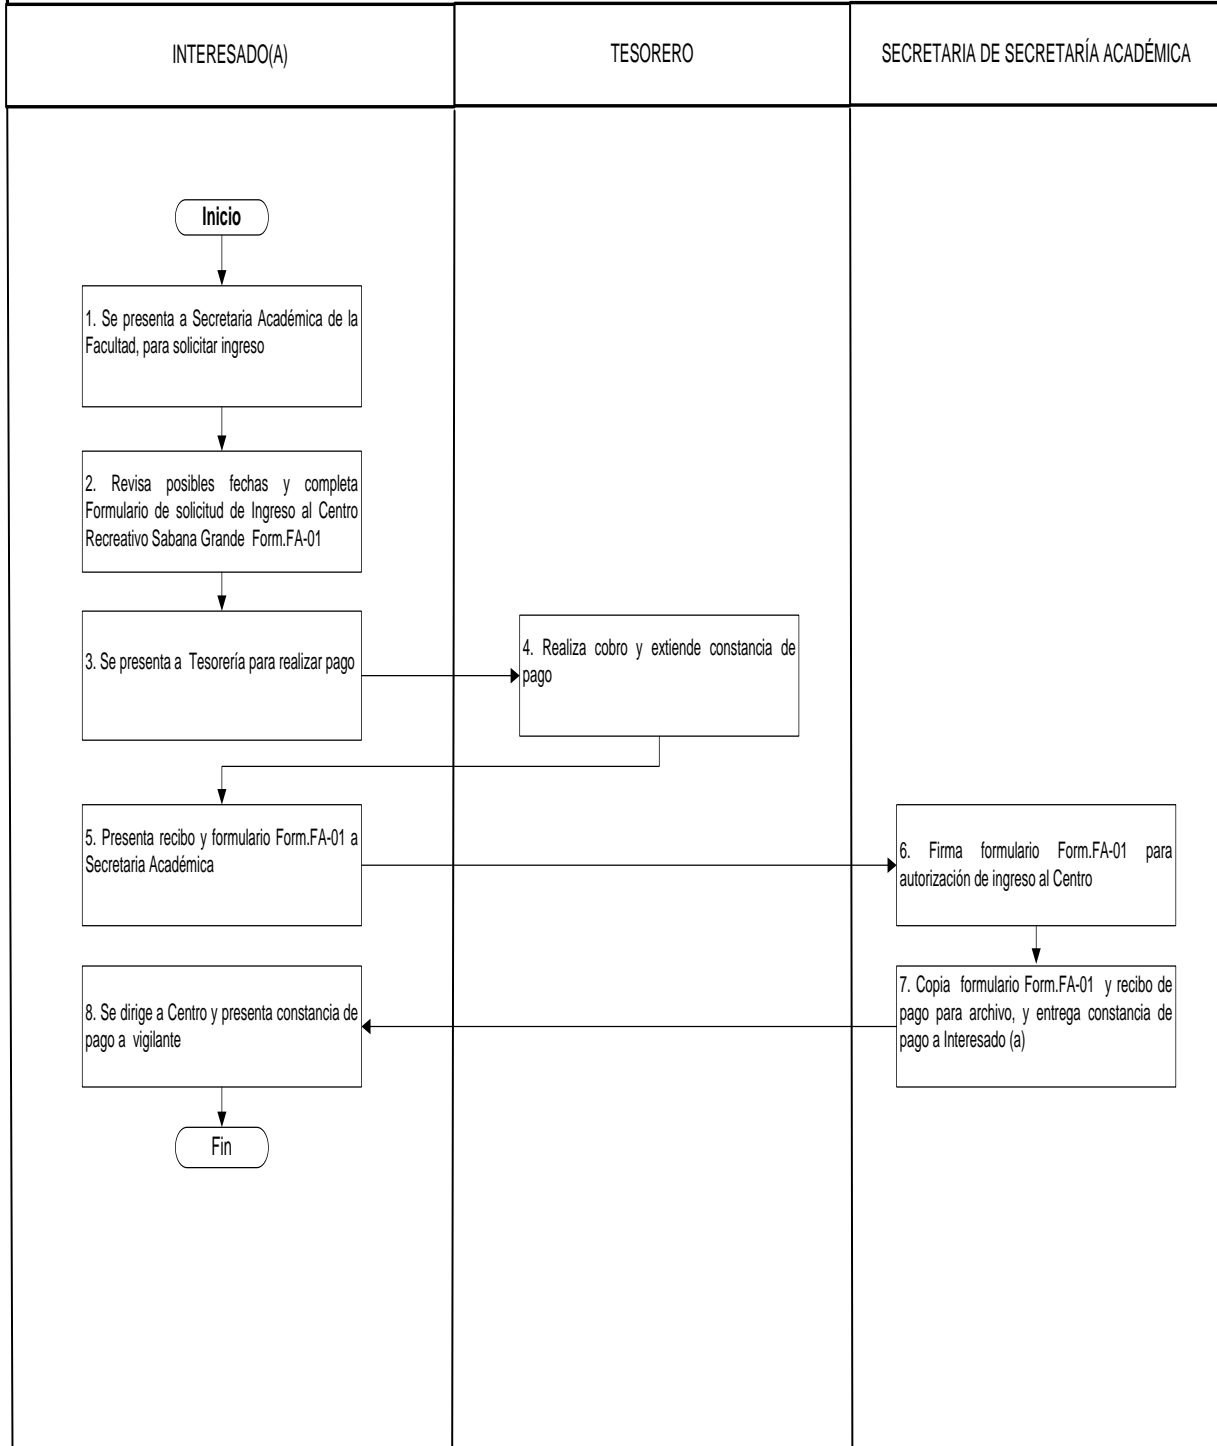 INTERESADO(A)
TESORERO
SECRETARIA DE SECRETARÍA ACADÉMICA
Inicio
1. Se presenta a Secretaria Académica de la
Facultad, para solicitar ingreso
2. Revisa posibles fechas y completa
Formulario de solicitud de Ingreso al Centro
Recreativo Sabana Grande Form.FA-01
3. Se presenta a Tesorería para realizar pago
4. Realiza cobro y extiende constancia de
pago
5. Presenta recibo y formulario Form.FA-01 a
Secretaria Académica
6. Firma formulario Form.FA-01 para
autorización de ingreso al Centro
7. Copia formulario Form.FA-01 y recibo de
pago para archivo, y entrega constancia de
pago a Interesado (a)
8. Se dirige a Centro y presenta constancia de
pago a vigilante
Fin